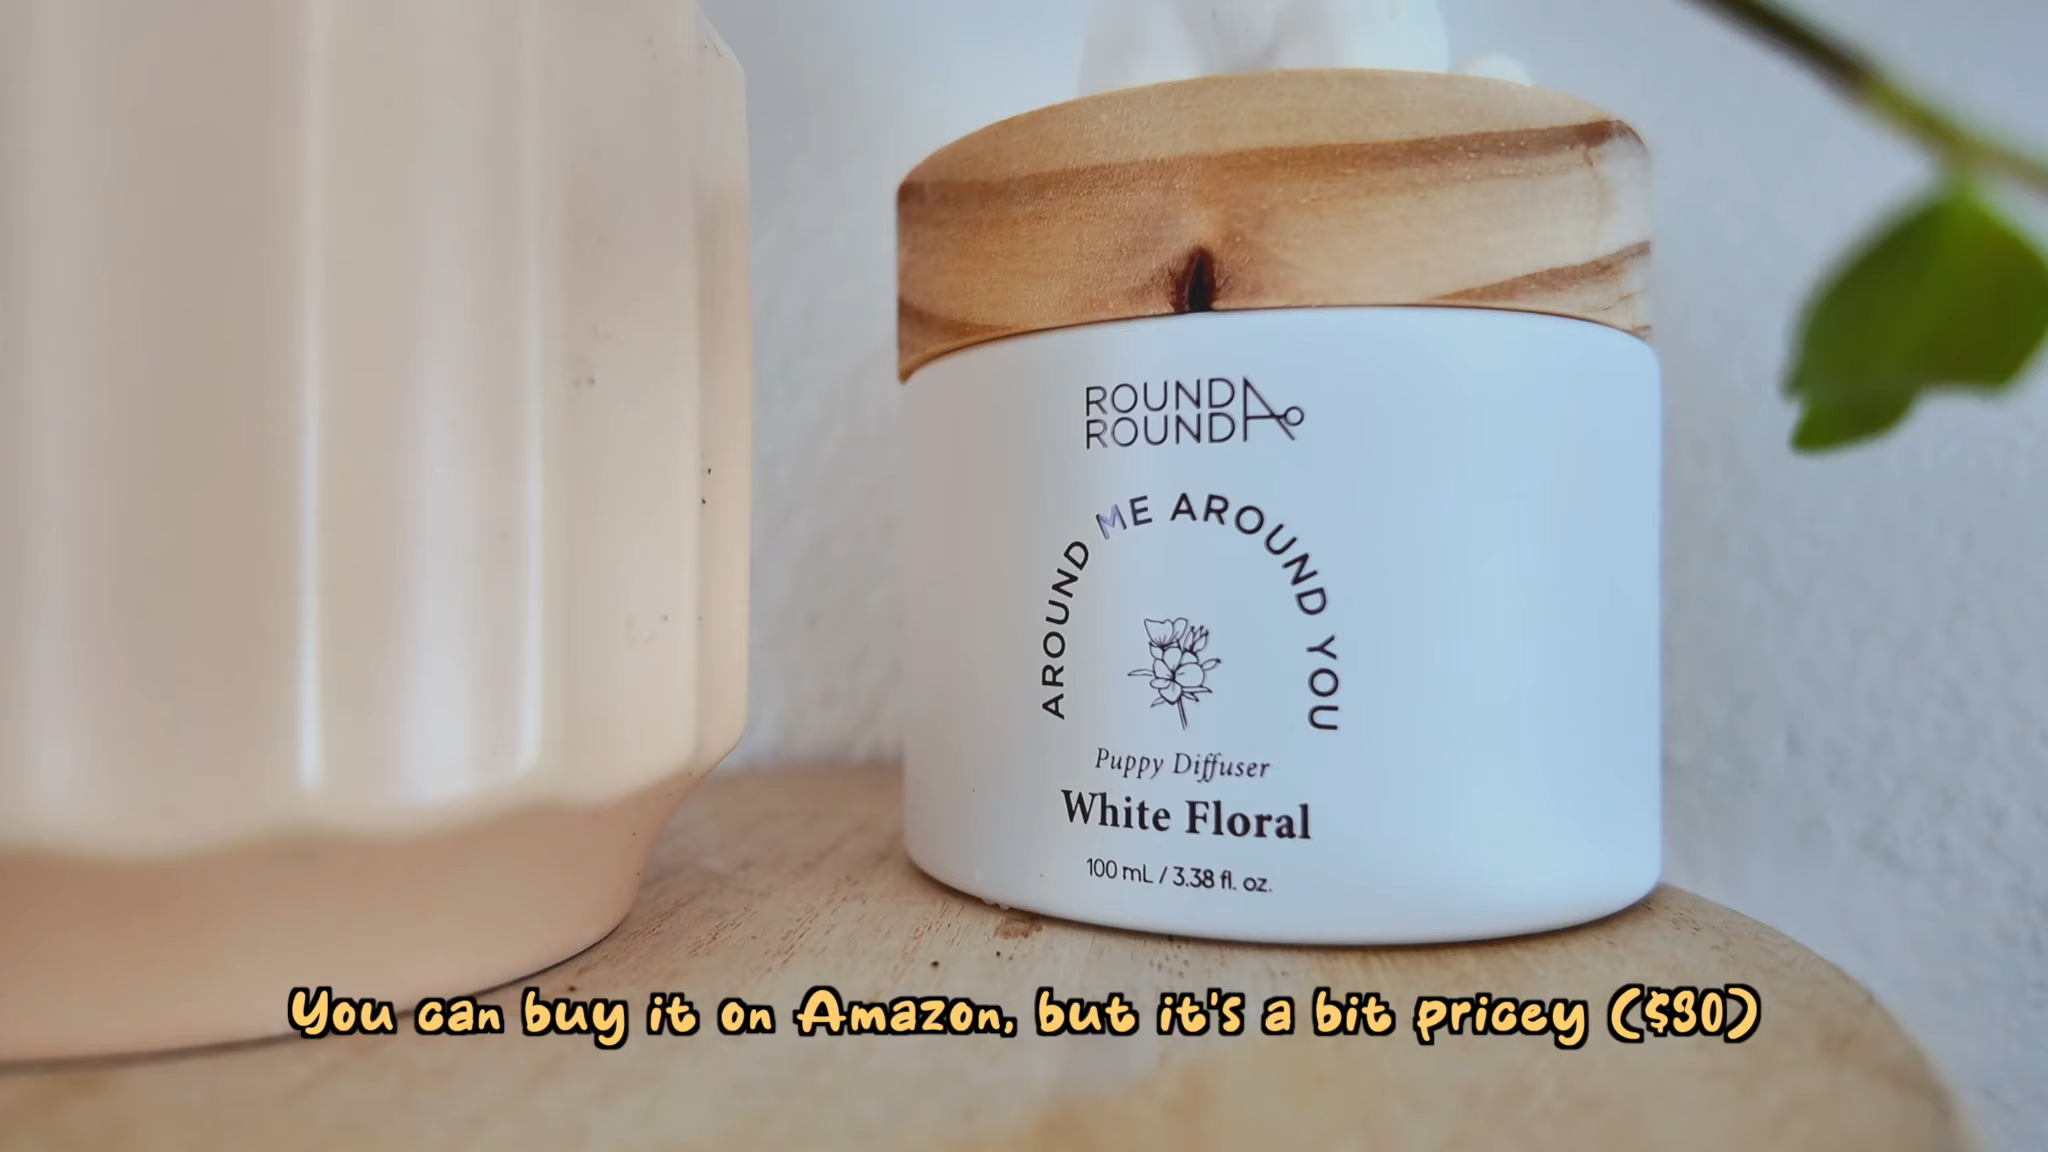 ROUND A
ROUND
AROUND ME AROUND YOU
Puppy Diffuser
White Floral
100 mL / 3.38 fl. oz.
You can buy it on Amazon, but it's a bit pricey ($30)